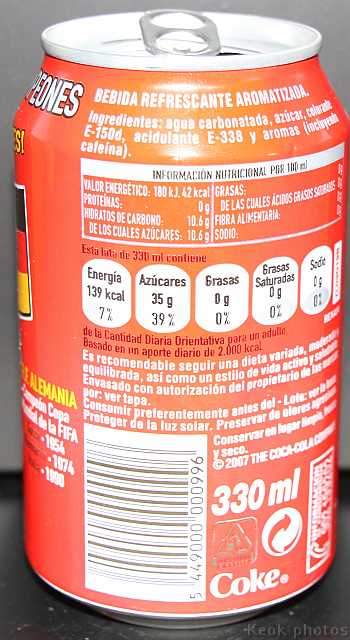 PEONES
BEBIDA REFRESCANTE AROMATIZADA.
Ingredientes: agua carbonatada, azúcar, colorante
E-150d, acidulante E-338 y aromas (incluyendo
cafeína).
INFORMACIÓN NUTRICIONAL POR 100 ml
VALOR ENERGÉTICO: 180 kJ, 42 kcal GRASAS:
PROTEÍNAS: 0 g DE LAS CUALES ÁCIDOS GRASOS SATURADOS
HIDRATOS DE CARBONO: 10.6 g FIBRA ALIMENTARIA:
DE LOS CUALES AZÚCARES: 10.6 g SODIO:
Esta lata de 330 ml contiene
Energía 139 kcal 7%
Azúcares 35 g 39%
Grasas 0 g 0%
Grasas Saturadas 0 g 0%
Sodio 0 g 0%
de la Cantidad Diaria Orientativa para un adulto.
Basado en un aporte diario de 2.000 kcal.
Es recomendable seguir una dieta variada, moderada y
equilibrada, así como un estilo de vida activo y saludable
Envasado con autorización del propietario de las marcas
por: ver tapa.
Consumir preferentemente antes del - Lote: ver
Proteger de la luz solar. Preservar de olores agresivos
Conservar en lugar limpio, fresco
y seco.
© 2007 THE COCA-COLA COMPANY
ALEMANIA
Campeón Copa
Mundial de la FIFA
- 1954
- 1974
- 1990
5 449000 000996
330 ml
Coke®
Keok-photos